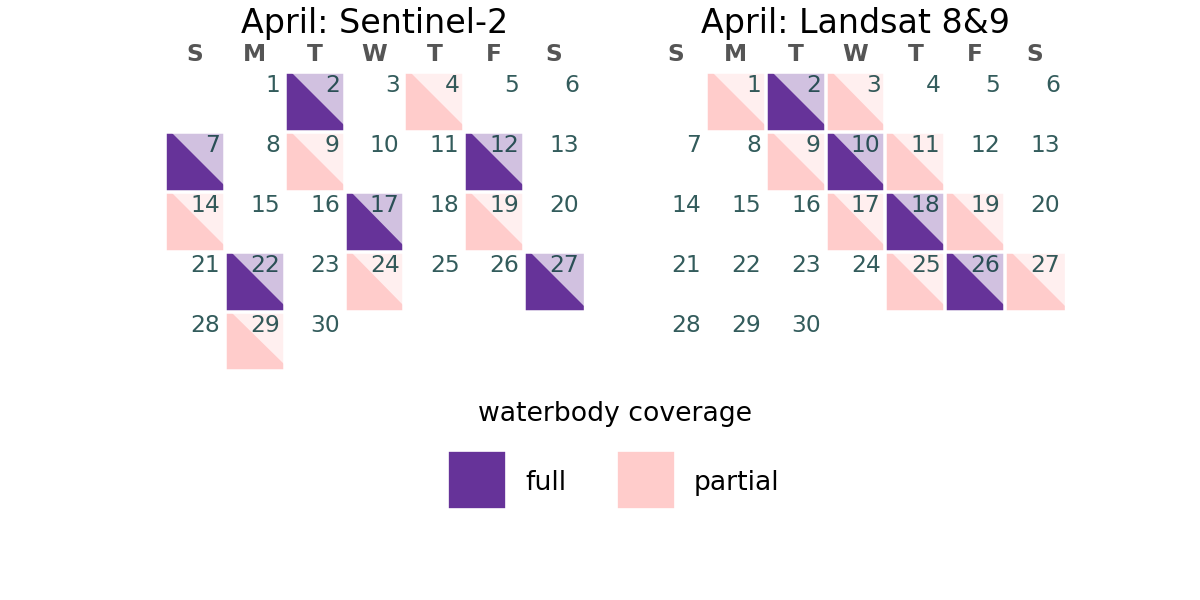 April: Sentinel-2
S M T W T F S
1 2 3 4 5 6
7 8 9 10 11 12 13
14 15 16 17 18 19 20
21 22 23 24 25 26 27
28 29 30
April: Landsat 8&9
S M T W T F S
1 2 3 4 5 6
7 8 9 10 11 12 13
14 15 16 17 18 19 20
21 22 23 24 25 26 27
28 29 30
waterbody coverage
full partial